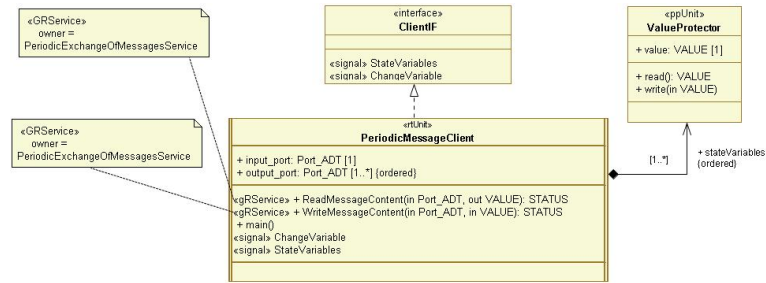 «GRService»
owner =
PeriodicExchangeOfMessagesService
«GRService»
owner =
PeriodicExchangeOfMessagesService
«interface»
ClientIF
«signal» StateVariables
«signal» ChangeVariable
«ppUnit»
ValueProtector
+ value: VALUE [1]
+ read(): VALUE
+ write(in VALUE)
«rtUnit»
PeriodicMessageClient
+ input_port: Port_ADT [1]
+ output_port: Port_ADT [1..*] {ordered}
«gRService» + ReadMessageContent(in Port_ADT, out VALUE): STATUS
«gRService» + WriteMessageContent(in Port_ADT, in VALUE): STATUS
+ main()
«signal» ChangeVariable
«signal» StateVariables
[1..*]
+ stateVariables
{ordered}